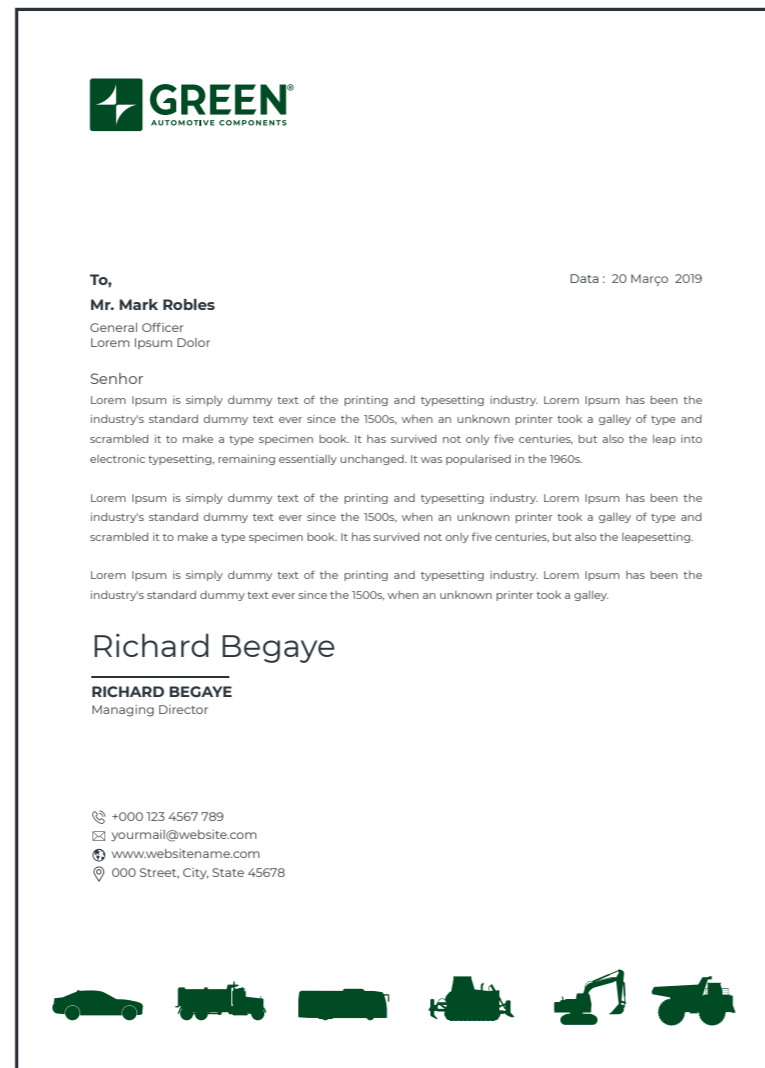 GREEN®
AUTOMOTIVE COMPONENTS
To,
Data : 20 Março 2019
Mr. Mark Robles
General Officer
Lorem Ipsum Dolor
Senhor
Lorem Ipsum is simply dummy text of the printing and typesetting industry. Lorem Ipsum has been the
industry's standard dummy text ever since the 1500s, when an unknown printer took a galley of type and
scrambled it to make a type specimen book. It has survived not only five centuries, but also the leap into
electronic typesetting, remaining essentially unchanged. It was popularised in the 1960s.
Lorem Ipsum is simply dummy text of the printing and typesetting industry. Lorem Ipsum has been the
industry's standard dummy text ever since the 1500s, when an unknown printer took a galley of type and
scrambled it to make a type specimen book. It has survived not only five centuries, but also the leapesetting.
Lorem Ipsum is simply dummy text of the printing and typesetting industry. Lorem Ipsum has been the
industry's standard dummy text ever since the 1500s, when an unknown printer took a galley.
Richard Begaye
RICHARD BEGAYE
Managing Director
+000 123 4567 789
yourmail@website.com
www.websitename.com
000 Street, City, State 45678